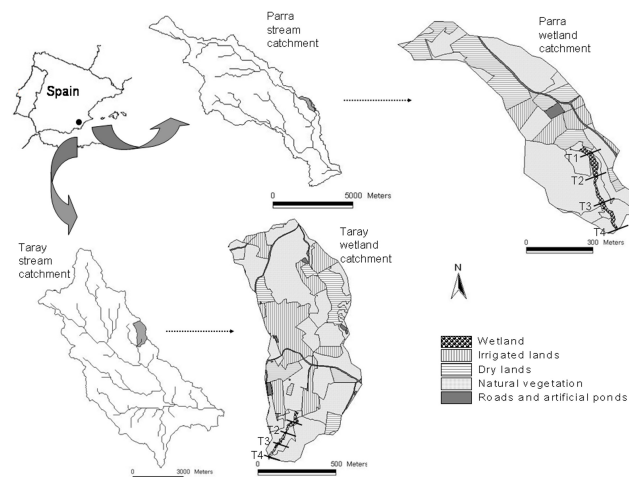 Parra
stream
catchment
Parra
wetland
catchment
Spain
T1
T2
T3
T4
0 5000 Meters
0 300 Meters
Taray
stream
catchment
Taray
wetland
catchment
N
Wetland
Irrigated lands
Dry lands
Natural vegetation
Roads and artificial ponds
T2
T3
T4
0 3000 Meters
0 500 Meters